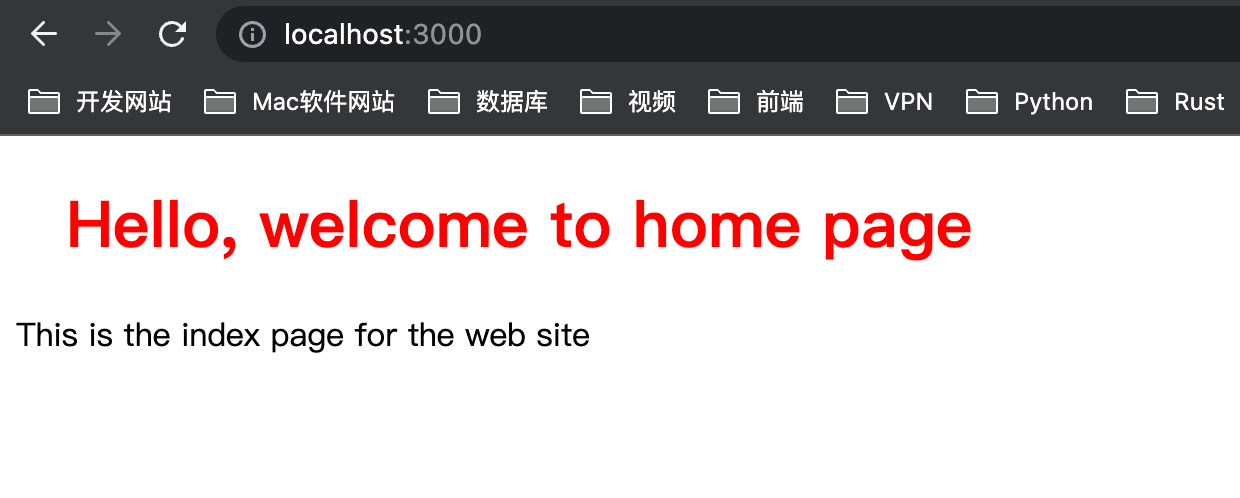 localhost:3000
开发网站 Mac软件网站 数据库 视频 前端 VPN Python Rust
Hello, welcome to home page
This is the index page for the web site